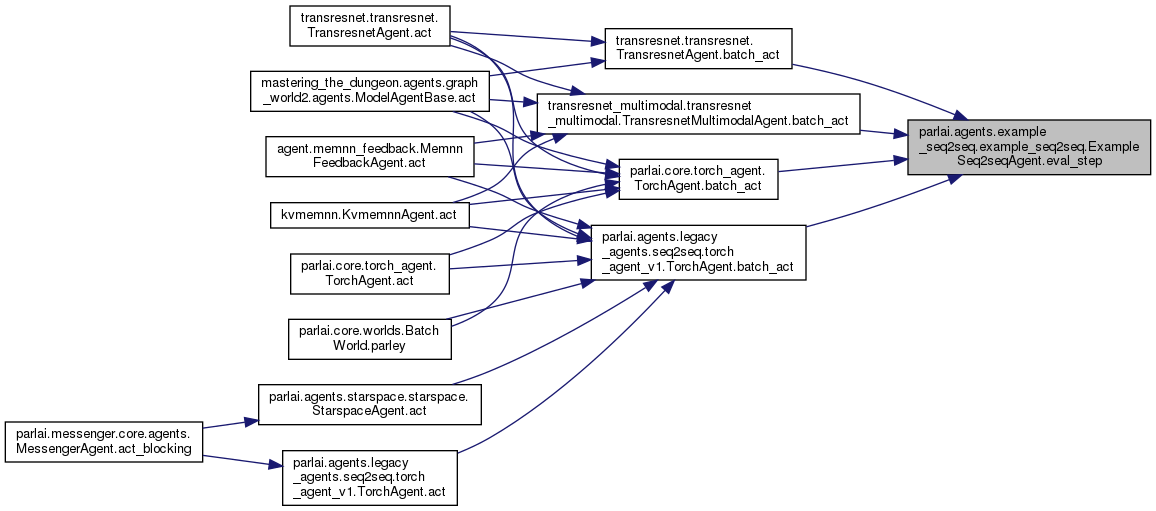 transresnet.transresnet.
TransresnetAgent.act
transresnet.transresnet.
TransresnetAgent.batch_act
mastering_the_dungeon.agents.graph
_world2.agents.ModelAgentBase.act
transresnet_multimodal.transresnet
_multimodal.TransresnetMultimodalAgent.batch_act
parlai.agents.example
_seq2seq.example_seq2seq.Example
Seq2seqAgent.eval_step
agent.memnn_feedback.Memnn
FeedbackAgent.act
parlai.core.torch_agent.
TorchAgent.batch_act
kvmemnn.KvmemnnAgent.act
parlai.agents.legacy
_agents.seq2seq.torch
_agent_v1.TorchAgent.batch_act
parlai.core.torch_agent.
TorchAgent.act
parlai.core.worlds.Batch
World.parley
parlai.agents.starspace.starspace.
StarspaceAgent.act
parlai.messenger.core.agents.
MessengerAgent.act_blocking
parlai.agents.legacy
_agents.seq2seq.torch
_agent_v1.TorchAgent.act